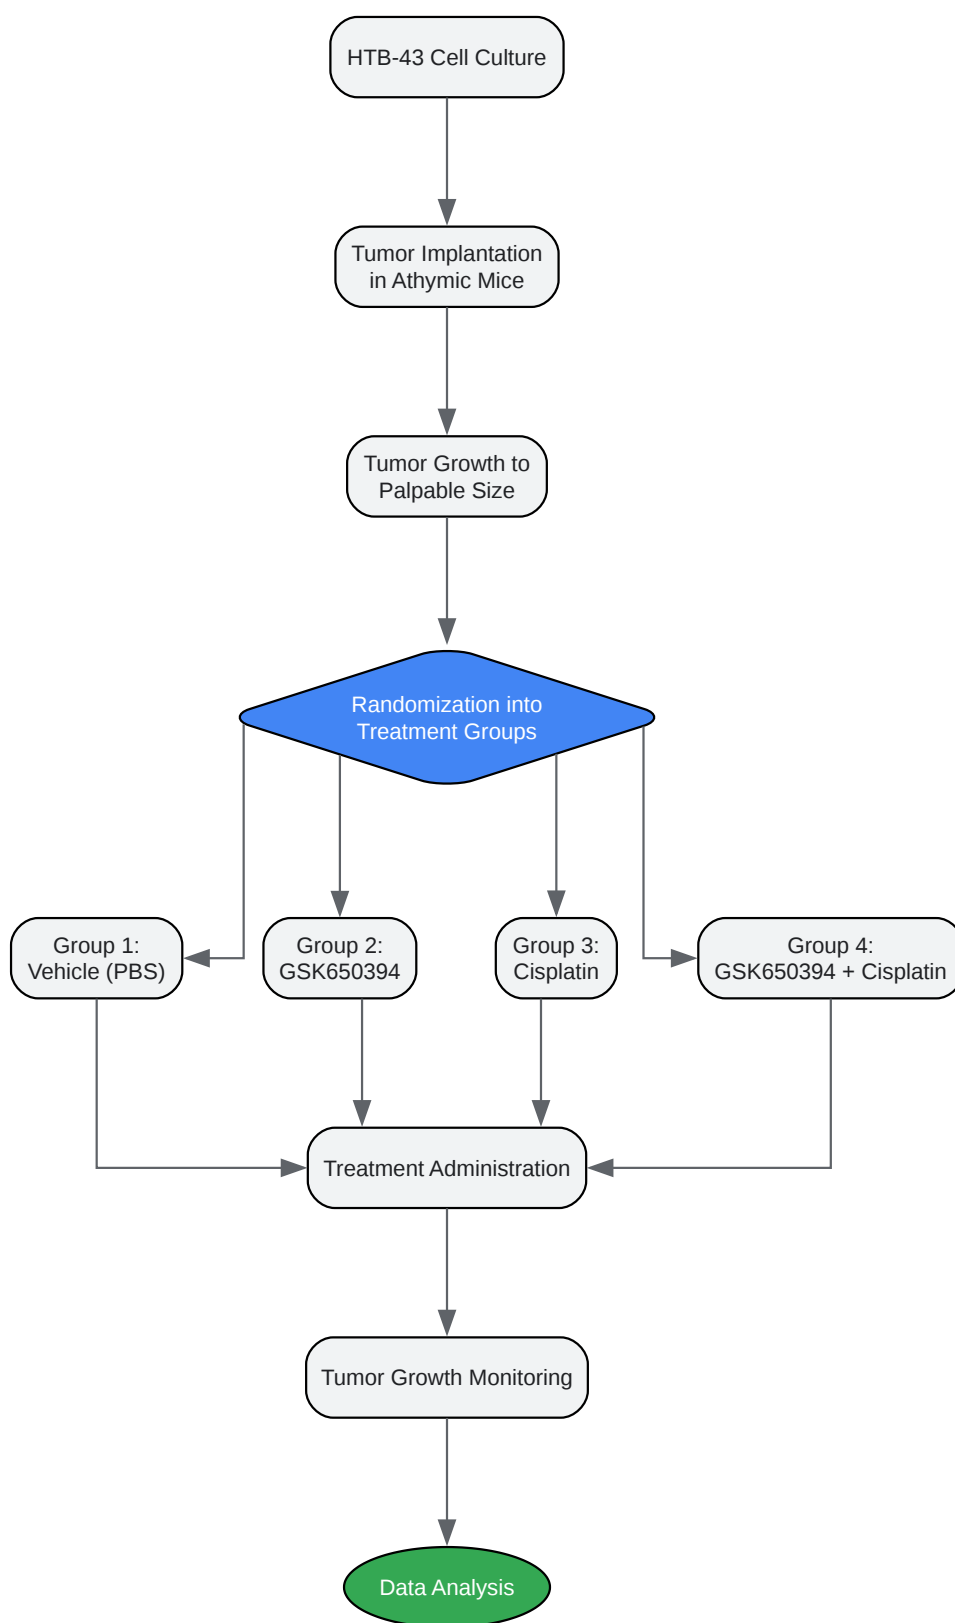 HTB-43 Cell Culture
Tumor Implantation
in Athymic Mice
Tumor Growth to
Palpable Size
Randomization into
Treatment Groups
Group 1:
Vehicle (PBS)
Group 2:
GSK650394
Group 3:
Cisplatin
Group 4:
GSK650394 + Cisplatin
Treatment Administration
Tumor Growth Monitoring
Data Analysis